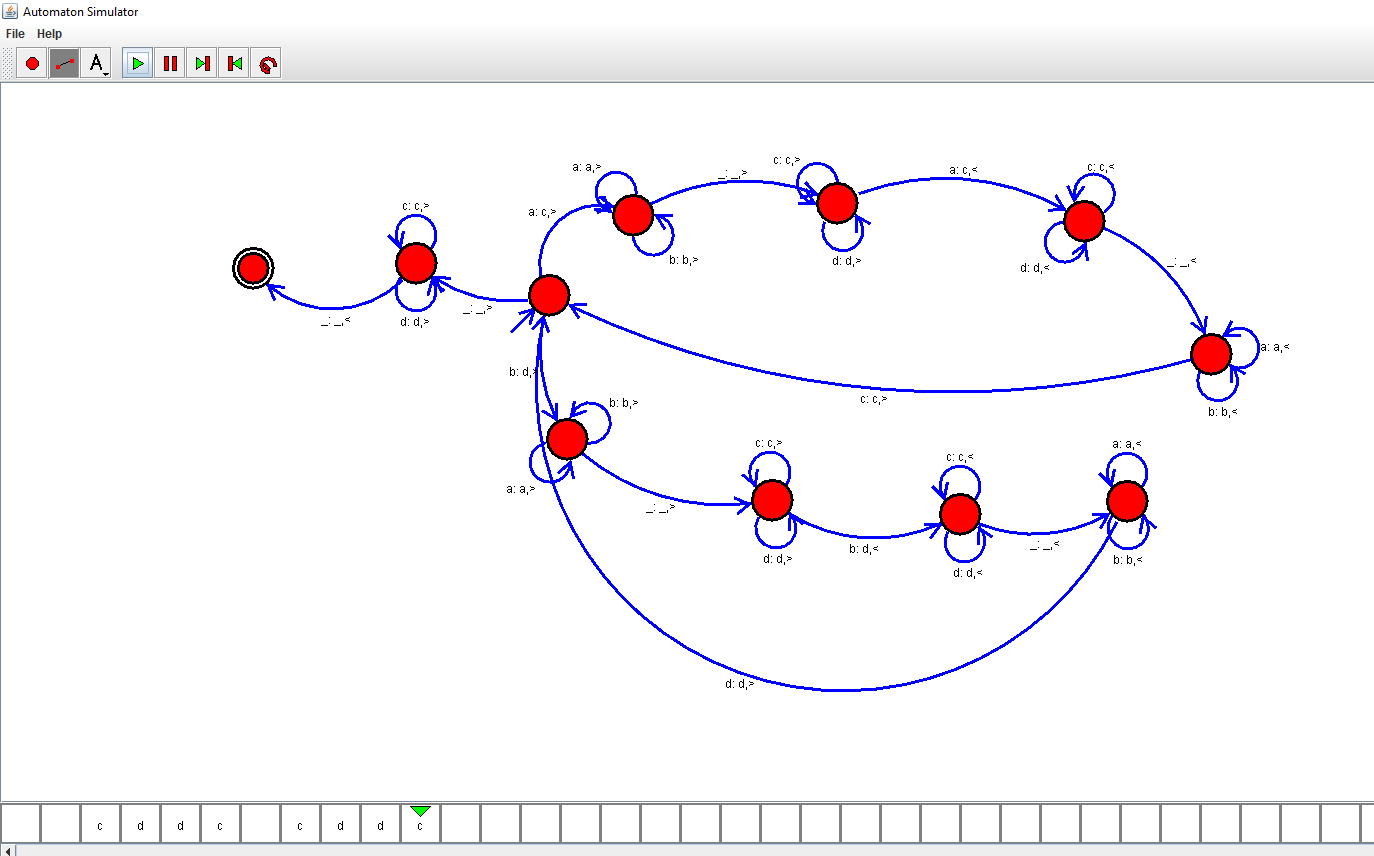 Automaton Simulator
File Help
A
a: a,>
_: _,>
c: c,>
a: c,<
c: c,<
c: c,>
a: c,>
b: b,>
d: d,>
d: d,<
_: _,<
_: _,<
d: d,>
_: _,>
a: a,<
b: d,>
c: c,>
b: b,<
b: b,>
a: a,>
_: _,>
c: c,>
c: c,<
a: a,<
b: d,<
_: _,<
d: d,>
d: d,<
b: b,<
d: d,>
c d d c c d d c